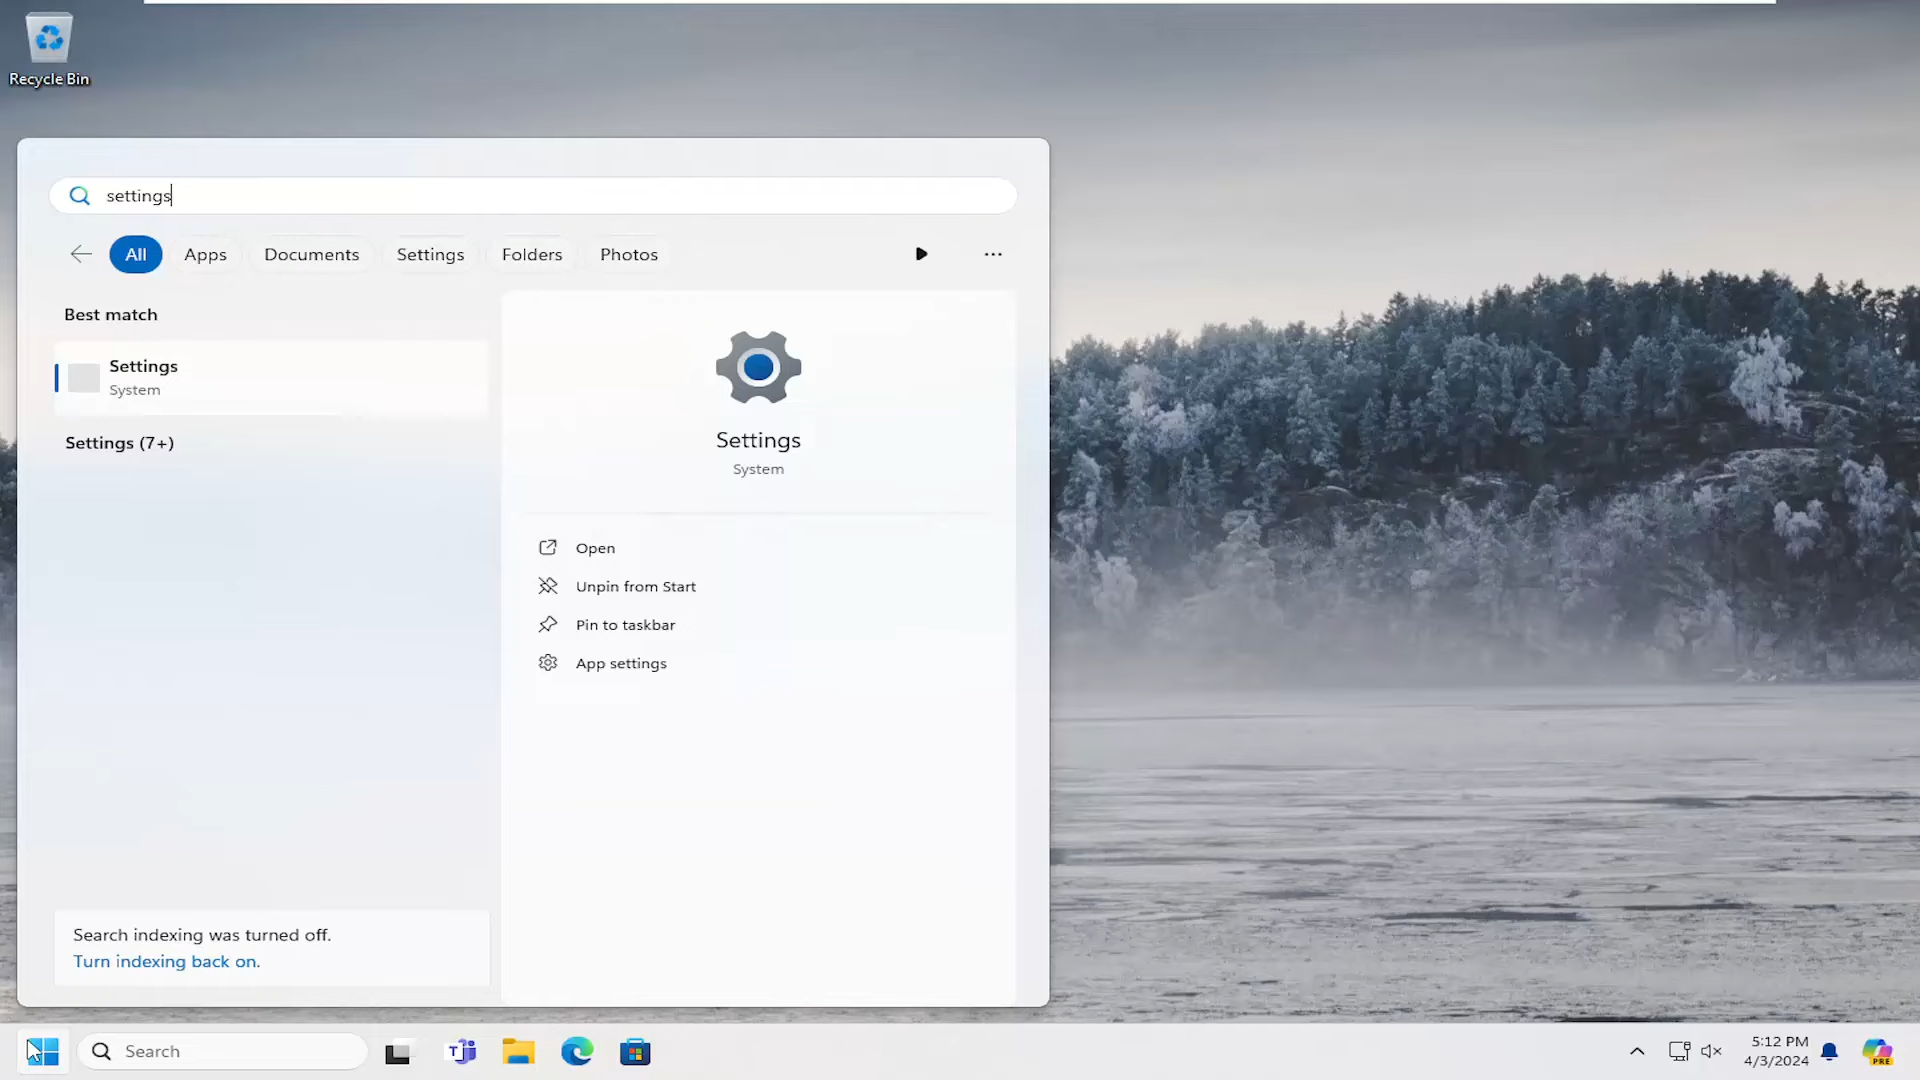 Recycle Bin
settings
All Apps Documents Settings Folders Photos
Best match
Settings
System
Settings (7+)
Settings
System
Open
Unpin from Start
Pin to taskbar
App settings
Search indexing was turned off.
Turn indexing back on.
Search
5:12 PM
4/3/2024
PRE